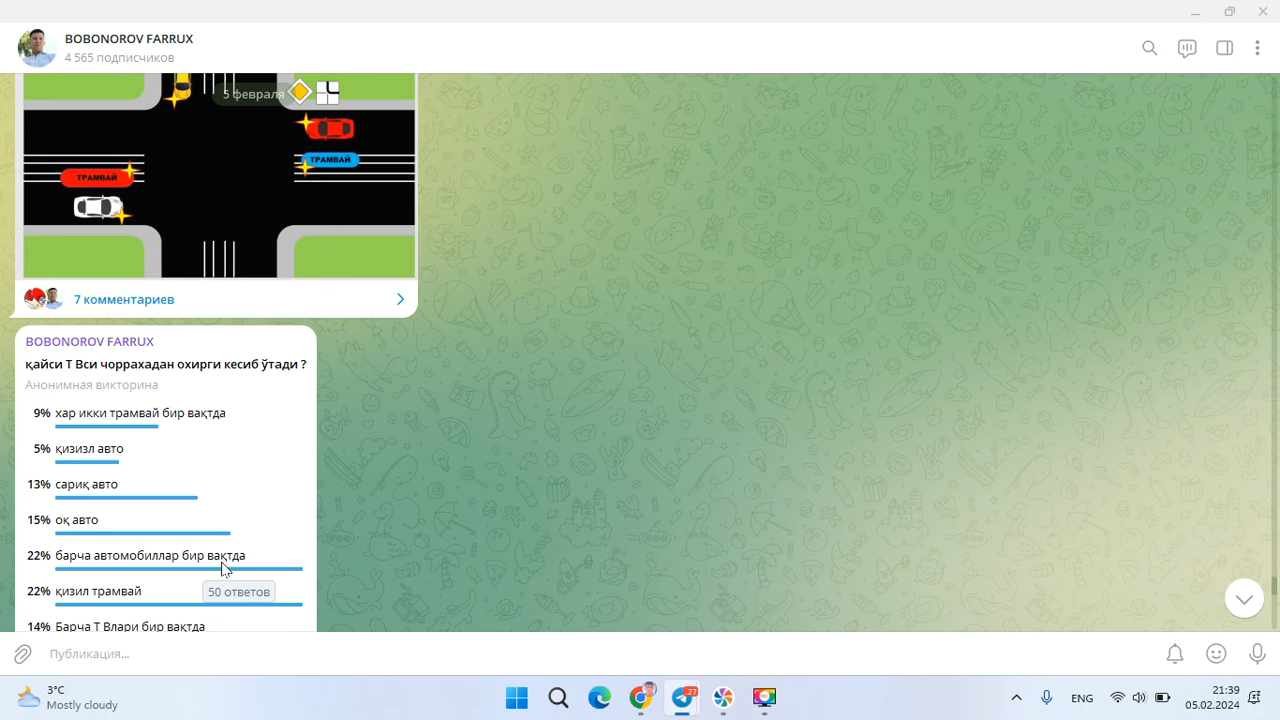 BOBONOROV FARRUX
4 565 подписчиков
5 февраля
ТРАМВАЙ
ТРАМВАЙ
7 комментариев
BOBONOROV FARRUX
қайси Т Вси чоррахадан охирги кесиб ўтади ?
Анонимная викторина
9% хар икки трамвай бир вақтда
5% қизизл авто
13% сариқ авто
15% оқ авто
22% барча автомобиллар бир вақтда
50 ответов
22% қизил трамвай
14% Барча Т Влари бир вақтда
Публикация...
27
3°C
Mostly cloudy
ENG
21:39
05.02.2024